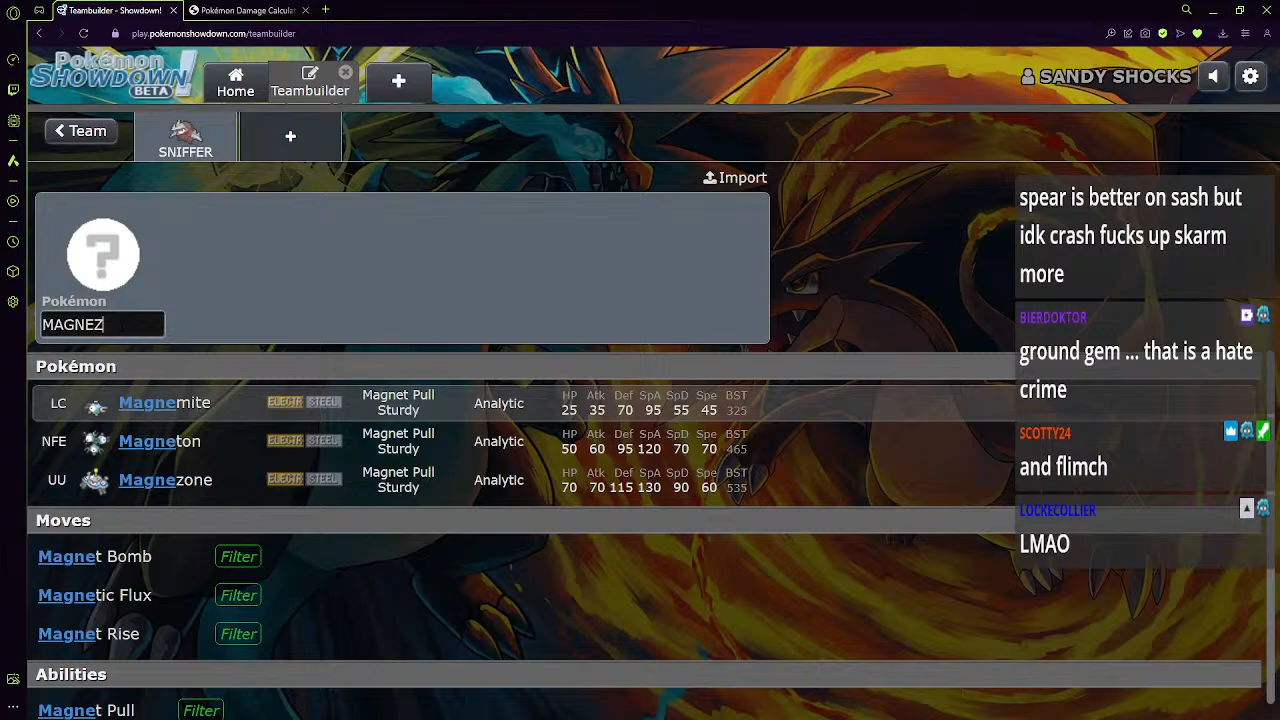 Teambuilder - Showdown!
Pokémon Damage Calculat
play.pokemonshowdown.com/teambuilder
Pokémon
SHOWDOWN!
BETA
Home
Teambuilder
+
SANDY SHOCKS
< Team
SNIFFER
+
Import
?
Pokémon
MAGNEZ
Pokémon
LC Magnemite ELECTR STEEL Magnet Pull Sturdy Analytic HP 25 Atk 35 Def 70 SpA 95 SpD 55 Spe 45 BST 325
NFE Magneton ELECTR STEEL Magnet Pull Sturdy Analytic HP 50 Atk 60 Def 95 SpA 120 SpD 70 Spe 70 BST 465
UU Magnezone ELECTR STEEL Magnet Pull Sturdy Analytic HP 70 Atk 70 Def 115 SpA 130 SpD 90 Spe 60 BST 535
Moves
Magnet Bomb Filter
Magnetic Flux Filter
Magnet Rise Filter
Abilities
Magnet Pull Filter
spear is better on sash but
idk crash fucks up skarm
more
BIERDOKTOR
ground gem ... that is a hate
crime
SCOTTY24
and flimch
LOCKECOLLIER
LMAO